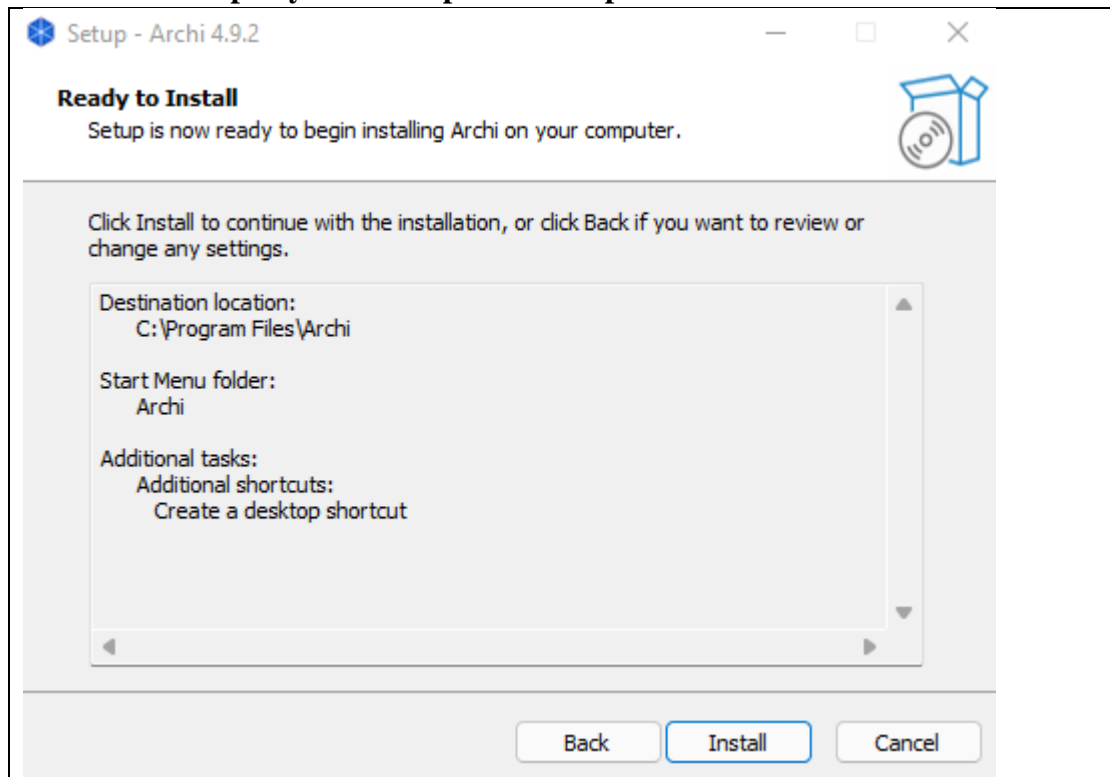 Setup - Archi 4.9.2
Ready to Install
Setup is now ready to begin installing Archi on your computer.
Click Install to continue with the installation, or click Back if you want to review or
change any settings.
Destination location:
C:\Program Files\Archi
Start Menu folder:
Archi
Additional tasks:
Additional shortcuts:
Create a desktop shortcut
Back Install Cancel